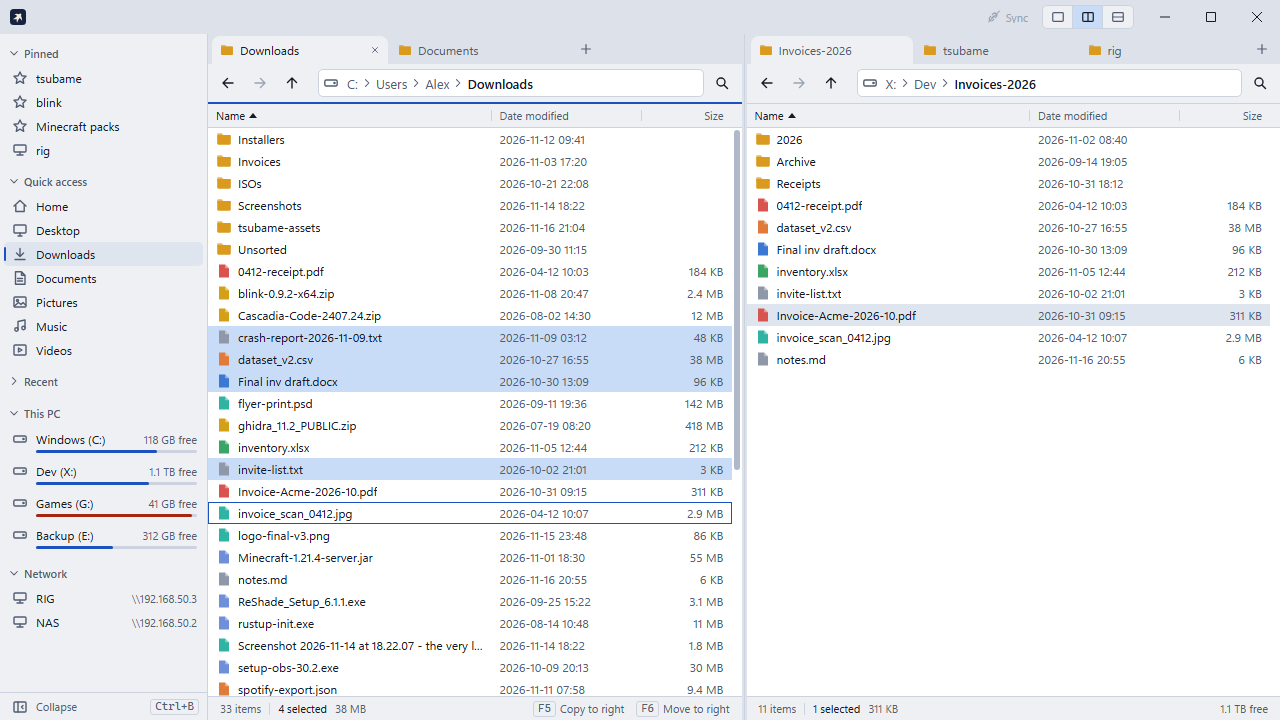 Sync
Pinned
tsubame
blink
Minecraft packs
rig
Quick access
Home
Desktop
Downloads
Documents
Pictures
Music
Videos
Recent
This PC
Windows (C:) 118 GB free
Dev (X:) 1.1 TB free
Games (G:) 41 GB free
Backup (E:) 312 GB free
Network
RIG \\192.168.50.3
NAS \\192.168.50.2
Collapse Ctrl+B
Downloads Documents
C: Users Alex Downloads
Name Date modified Size
Installers 2026-11-12 09:41
Invoices 2026-11-03 17:20
ISOs 2026-10-21 22:08
Screenshots 2026-11-14 18:22
tsubame-assets 2026-11-16 21:04
Unsorted 2026-09-30 11:15
0412-receipt.pdf 2026-04-12 10:03 184 KB
blink-0.9.2-x64.zip 2026-11-08 20:47 2.4 MB
Cascadia-Code-2407.24.zip 2026-08-02 14:30 12 MB
crash-report-2026-11-09.txt 2026-11-09 03:12 48 KB
dataset_v2.csv 2026-10-27 16:55 38 MB
Final inv draft.docx 2026-10-30 13:09 96 KB
flyer-print.psd 2026-09-11 19:36 142 MB
ghidra_11.2_PUBLIC.zip 2026-07-19 08:20 418 MB
inventory.xlsx 2026-11-05 12:44 212 KB
invite-list.txt 2026-10-02 21:01 3 KB
Invoice-Acme-2026-10.pdf 2026-10-31 09:15 311 KB
invoice_scan_0412.jpg 2026-04-12 10:07 2.9 MB
logo-final-v3.png 2026-11-15 23:48 86 KB
Minecraft-1.21.4-server.jar 2026-11-01 18:30 55 MB
notes.md 2026-11-16 20:55 6 KB
ReShade_Setup_6.1.1.exe 2026-09-25 15:22 3.1 MB
rustup-init.exe 2026-08-14 10:48 11 MB
Screenshot 2026-11-14 at 18.22.07 - the very l... 2026-11-14 18:22 1.8 MB
setup-obs-30.2.exe 2026-10-09 20:13 30 MB
spotify-export.json 2026-11-11 07:58 9.4 MB
33 items 4 selected 38 MB F5 Copy to right F6 Move to right
Invoices-2026 tsubame rig
X: Dev Invoices-2026
Name Date modified Size
2026 2026-11-02 08:40
Archive 2026-09-14 19:05
Receipts 2026-10-31 18:12
0412-receipt.pdf 2026-04-12 10:03 184 KB
dataset_v2.csv 2026-10-27 16:55 38 MB
Final inv draft.docx 2026-10-30 13:09 96 KB
inventory.xlsx 2026-11-05 12:44 212 KB
invite-list.txt 2026-10-02 21:01 3 KB
Invoice-Acme-2026-10.pdf 2026-10-31 09:15 311 KB
invoice_scan_0412.jpg 2026-04-12 10:07 2.9 MB
notes.md 2026-11-16 20:55 6 KB
11 items 1 selected 311 KB 1.1 TB free